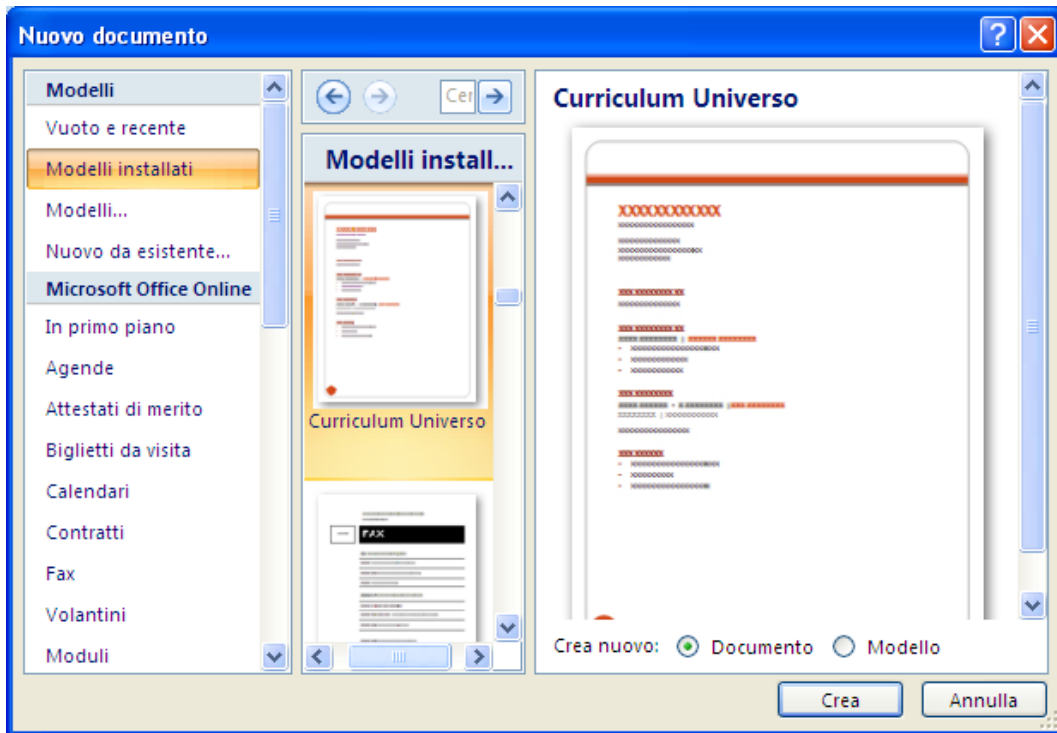 Nuovo documento
Modelli
Vuoto e recente
Modelli installati
Modelli...
Nuovo da esistente...
Microsoft Office Online
In primo piano
Agende
Attestati di merito
Biglietti da visita
Calendari
Contratti
Fax
Volantini
Moduli
Cer
Modelli install...
Curriculum Universo
FAX
Curriculum Universo
XXXXXXXXXXXX
Crea nuovo: Documento Modello
Crea Annulla